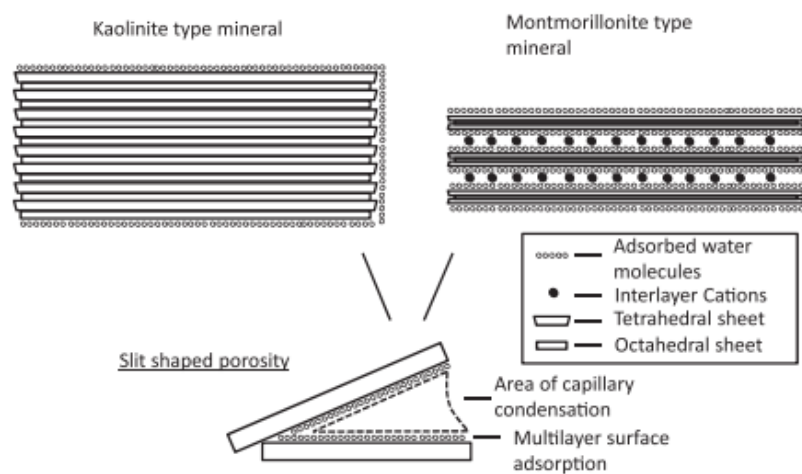 Kaolinite type mineral
Montmorillonite type
mineral
Adsorbed water
molecules
Interlayer Cations
Tetrahedral sheet
Octahedral sheet
Slit shaped porosity
Area of capillary
condensation
Multilayer surface
adsorption